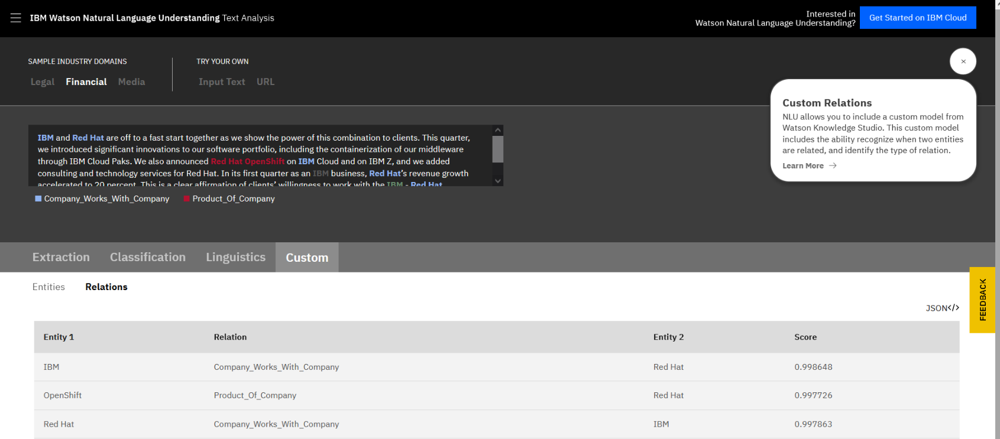 IBM Watson Natural Language Understanding Text Analysis
Interested in
Watson Natural Language Understanding?
Get Started on IBM Cloud
SAMPLE INDUSTRY DOMAINS
TRY YOUR OWN
Legal Financial Media
Input Text URL
×
Custom Relations
NLU allows you to include a custom model from
Watson Knowledge Studio. This custom model
includes the ability recognize when two entities
are related, and identify the type of relation.
Learn More →
IBM and Red Hat are off to a fast start together as we show the power of this combination to clients. This quarter,
we introduced significant innovations to our software portfolio, including the containerization of our middleware
through IBM Cloud Paks. We also announced Red Hat OpenShift on IBM Cloud and on IBM Z, and we added
consulting and technology services for Red Hat. In its first quarter as an IBM business, Red Hat’s revenue growth
accelerated to 20 percent. This is a clear affirmation of clients’ willingness to work with the IBM - Red Hat
Company_Works_With_Company Product_Of_Company
Extraction Classification Linguistics Custom
Entities Relations
FEEDBACK
JSON</>
Entity 1 Relation Entity 2 Score
IBM Company_Works_With_Company Red Hat 0.998648
OpenShift Product_Of_Company Red Hat 0.997726
Red Hat Company_Works_With_Company IBM 0.997863